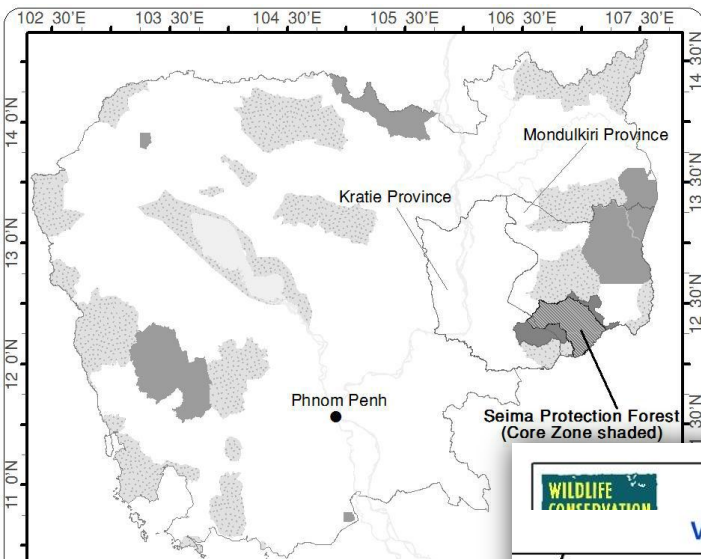 102 30'E 103 30'E 104 30'E 105 30'E 106 30'E 107 30'E
14 30'N
14 0'N
Mondulkiri Province
13 30'N
Kratie Province
13 0'N
12 30'N
12 0'N
Phnom Penh
Seima Protection Forest
(Core Zone shaded)
30'N
11 0'N
WILDLIFE
CONSERVATION